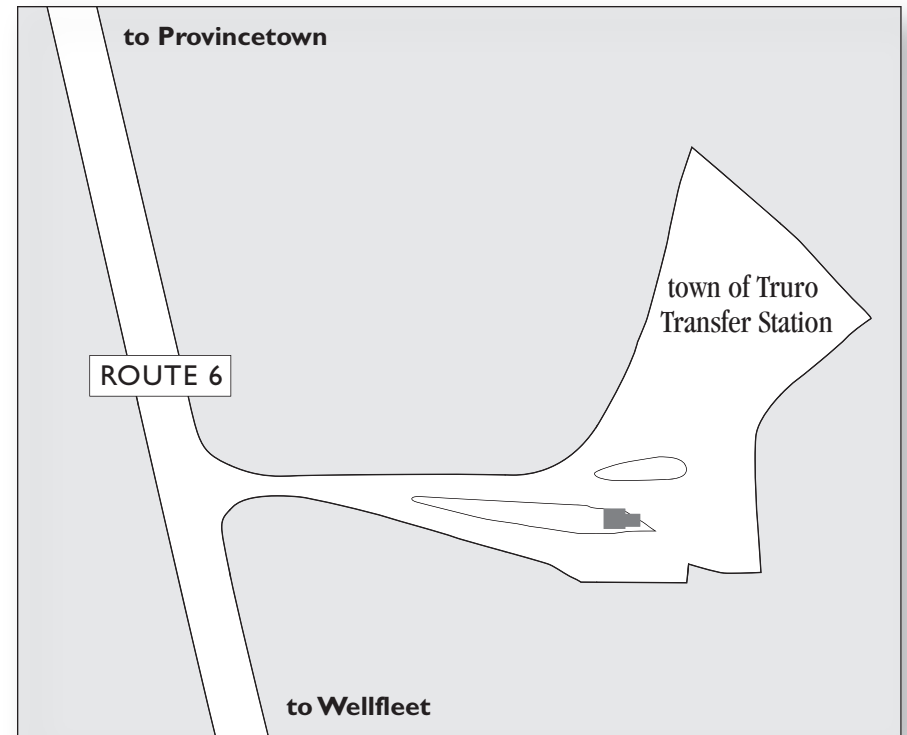 to Provincetown
town of Truro
Transfer Station
ROUTE 6
to Wellfleet